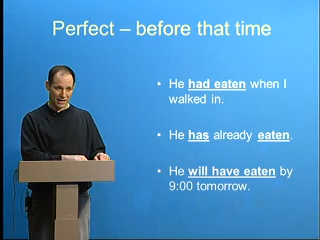 Perfect – before that time
• He had eaten when I
walked in.
• He has already eaten.
• He will have eaten by
9:00 tomorrow.